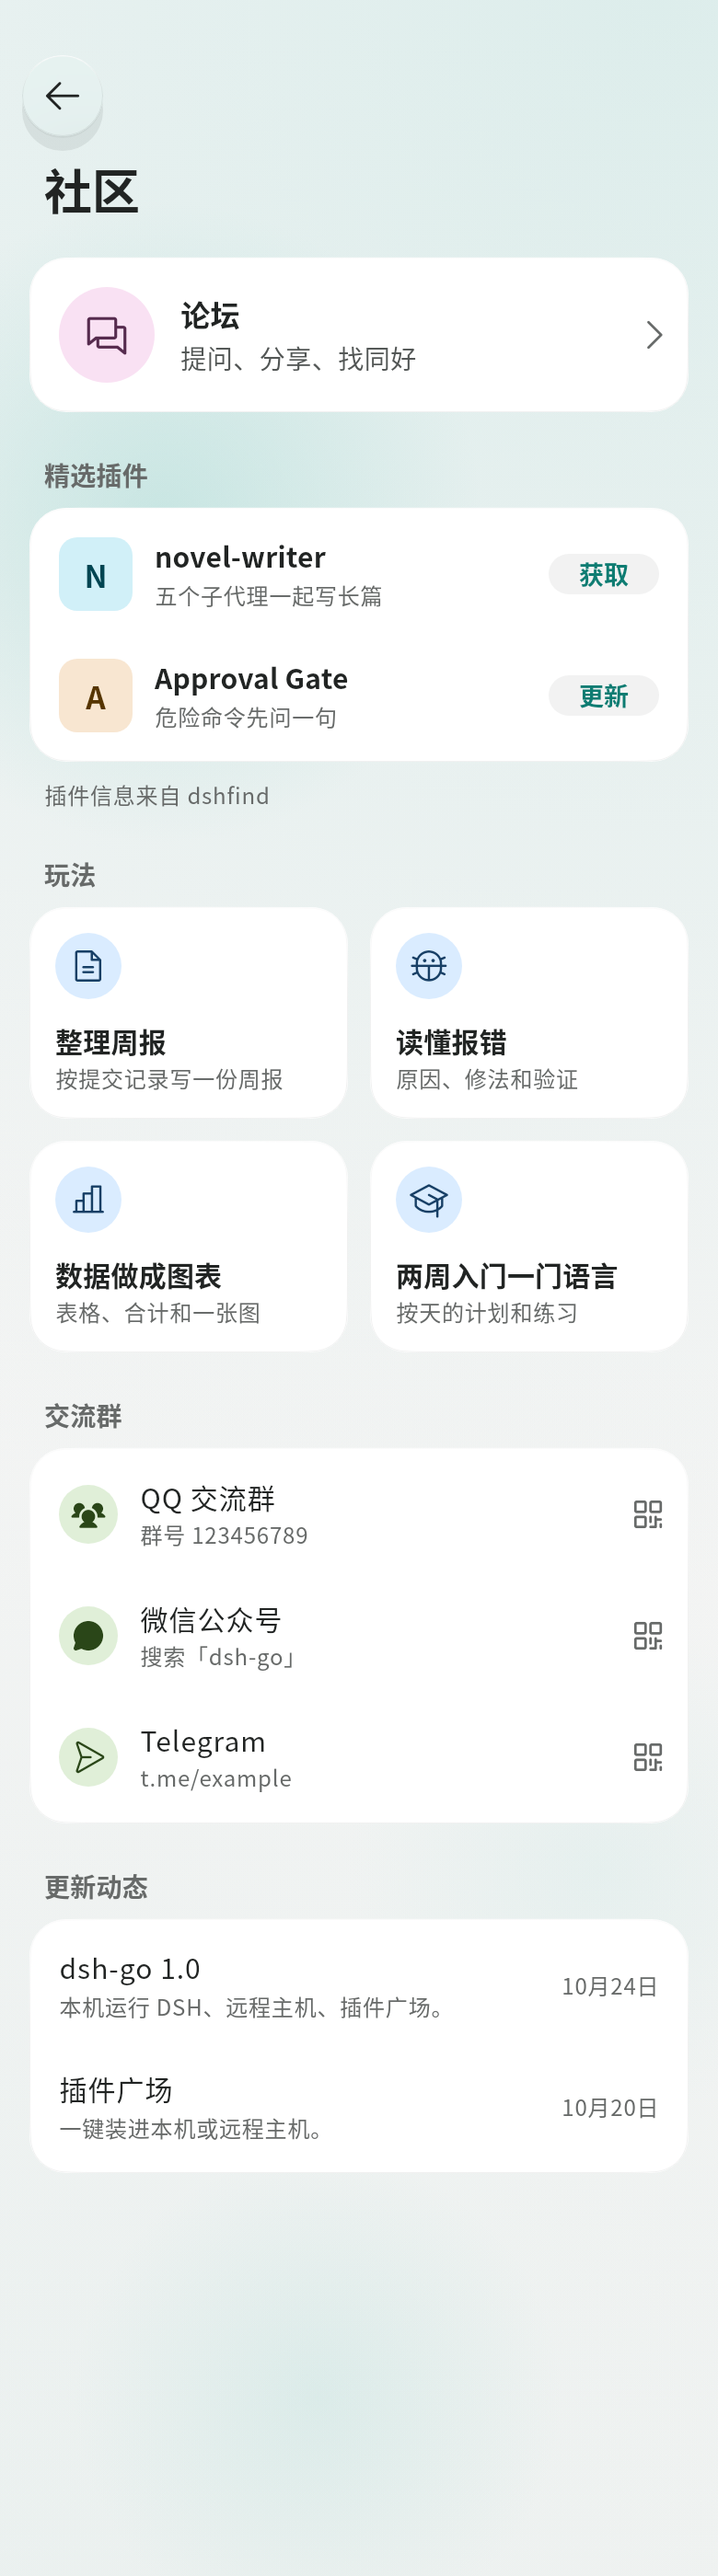 社区
论坛
提问、分享、找同好
精选插件
N
novel-writer
五个子代理一起写长篇
获取
A
Approval Gate
危险命令先问一句
更新
插件信息来自 dshfind
玩法
整理周报
按提交记录写一份周报
读懂报错
原因、修法和验证
数据做成图表
表格、合计和一张图
两周入门一门语言
按天的计划和练习
交流群
QQ 交流群
群号 123456789
微信公众号
搜索「dsh-go」
Telegram
t.me/example
更新动态
dsh-go 1.0
本机运行 DSH、远程主机、插件广场。
10月24日
插件广场
一键装进本机或远程主机。
10月20日